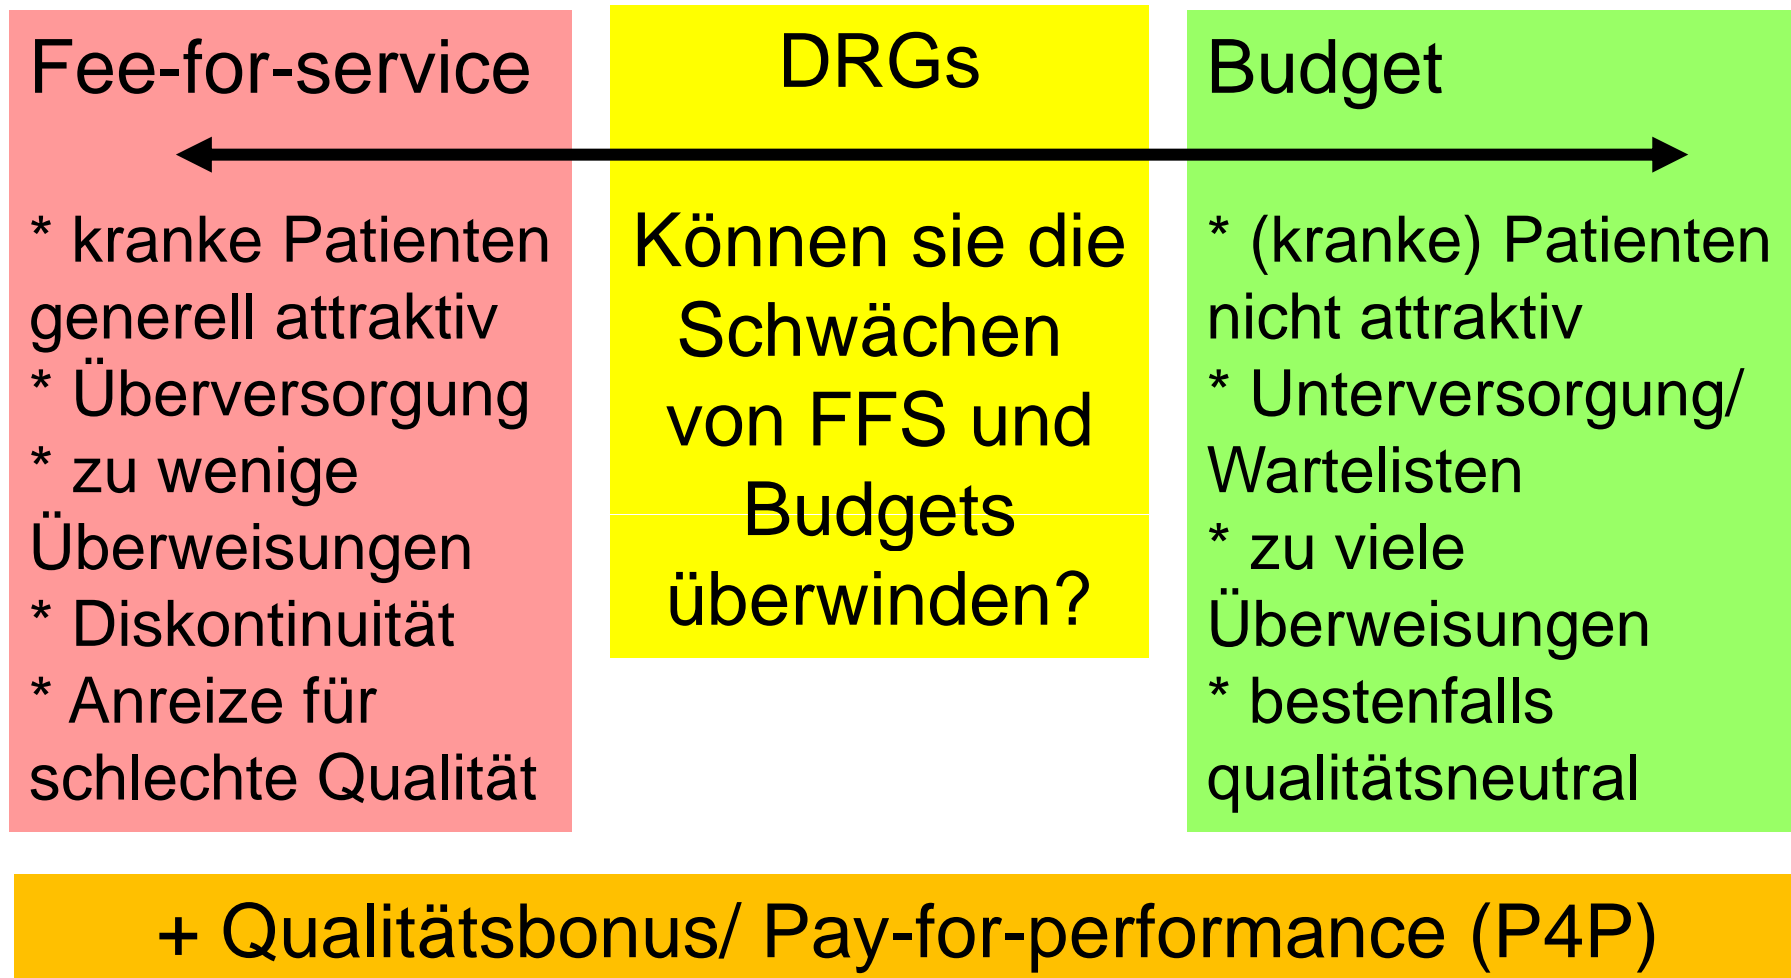 Fee-for-service
* kranke Patienten
generell attraktiv
* Überversorgung
* zu wenige
Überweisungen
* Diskontinuität
* Anreize für
schlechte Qualität
DRGs
Können sie die
Schwächen
von FFS und
Budgets
überwinden?
Budget
* (kranke) Patienten
nicht attraktiv
* Unterversorgung/
Wartelisten
* zu viele
Überweisungen
* bestenfalls
qualitätsneutral
+ Qualitätsbonus/ Pay-for-performance (P4P)